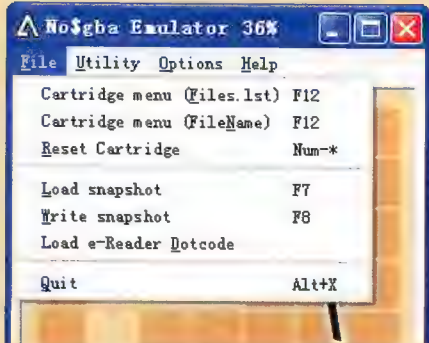 No$gba Emulator 36%
File Utility Options Help
Cartridge menu (Files.lst) F12
Cartridge menu (FileName) F12
Reset Cartridge Num-*
Load snapshot F7
Write snapshot F8
Load e-Reader Dotcode
Quit Alt+X